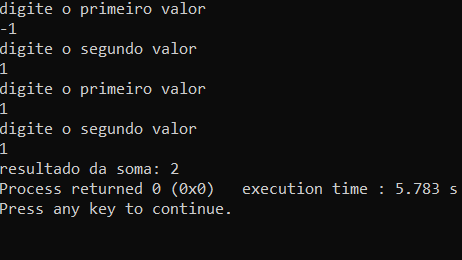 digite o primeiro valor
-1
digite o segundo valor
1
digite o primeiro valor
1
digite o segundo valor
1
resultado da soma: 2
Process returned 0 (0x0)   execution time : 5.783 s
Press any key to continue.